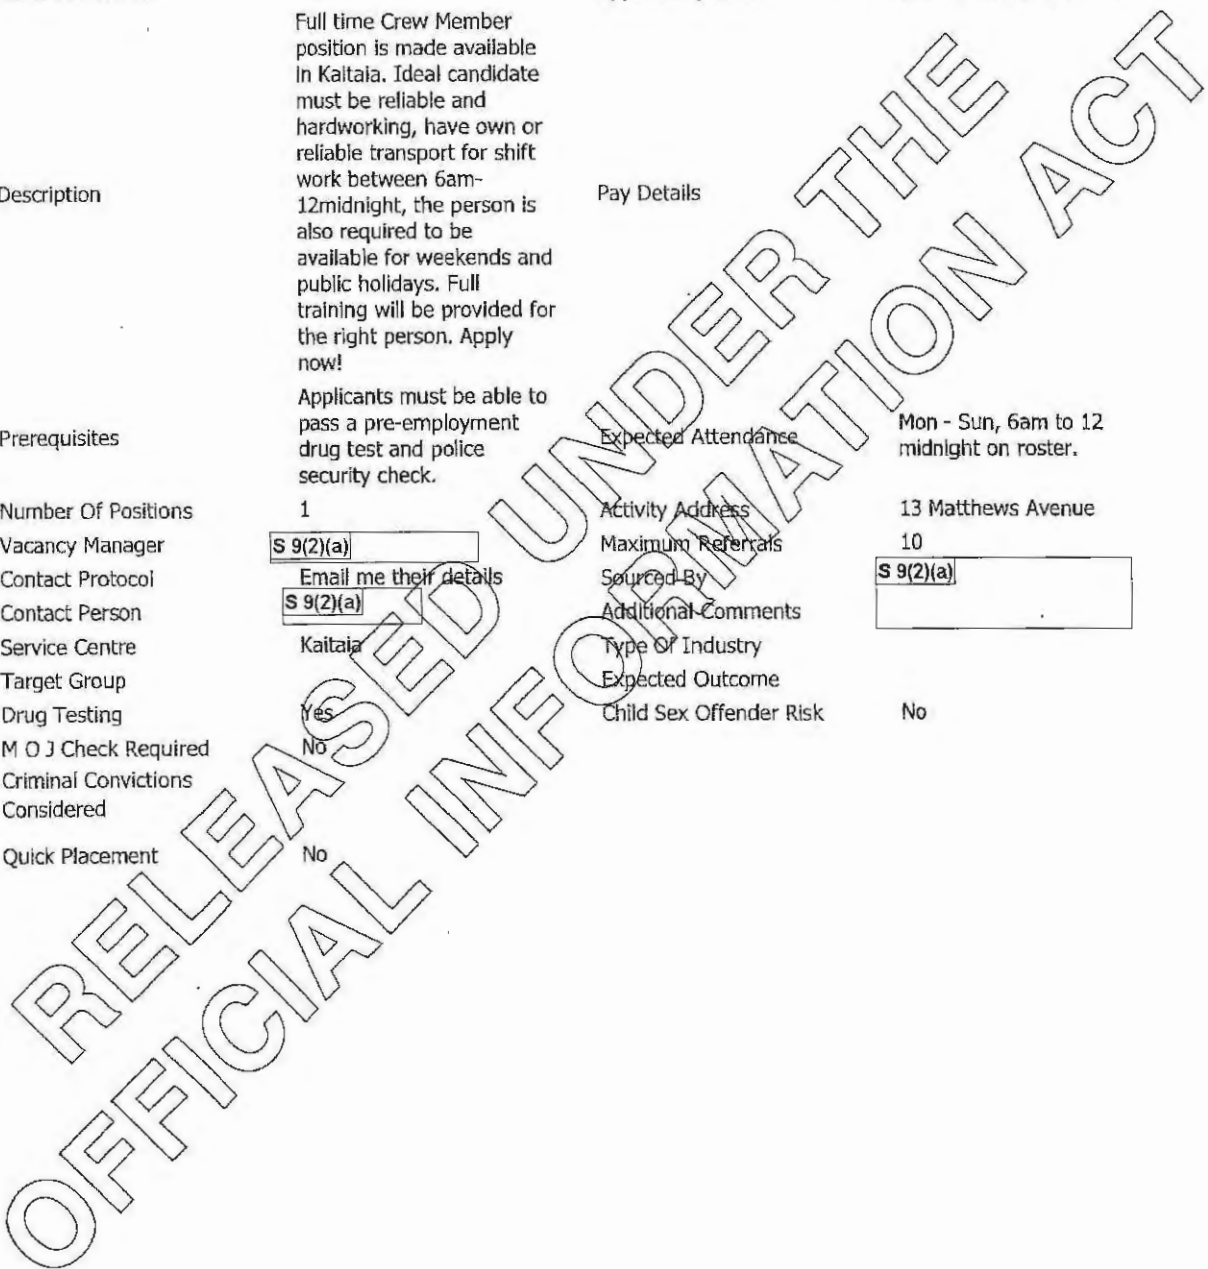 Full time Crew Member
position is made available
in Kaitaia. Ideal candidate
must be reliable and
hardworking, have own or
reliable transport for shift
work between 6am-
12midnight, the person is
also required to be
available for weekends and
public holidays. Full
training will be provided for
the right person. Apply
now!
Description
Pay Details
Applicants must be able to
pass a pre-employment
drug test and police
security check.
Prerequisites
Expected Attendance
Mon - Sun, 6am to 12
midnight on roster.
Number Of Positions 1 Activity Address 13 Matthews Avenue
Vacancy Manager S 9(2)(a) Maximum Referrals 10
Contact Protocol Email me their details Sourced By S 9(2)(a)
Contact Person S 9(2)(a) Additional Comments
Service Centre Kaitaia Type Of Industry
Target Group Expected Outcome
Drug Testing Yes Child Sex Offender Risk No
M O J Check Required No
Criminal Convictions
Considered
Quick Placement No
RELEASED UNDER THE
OFFICIAL INFORMATION ACT